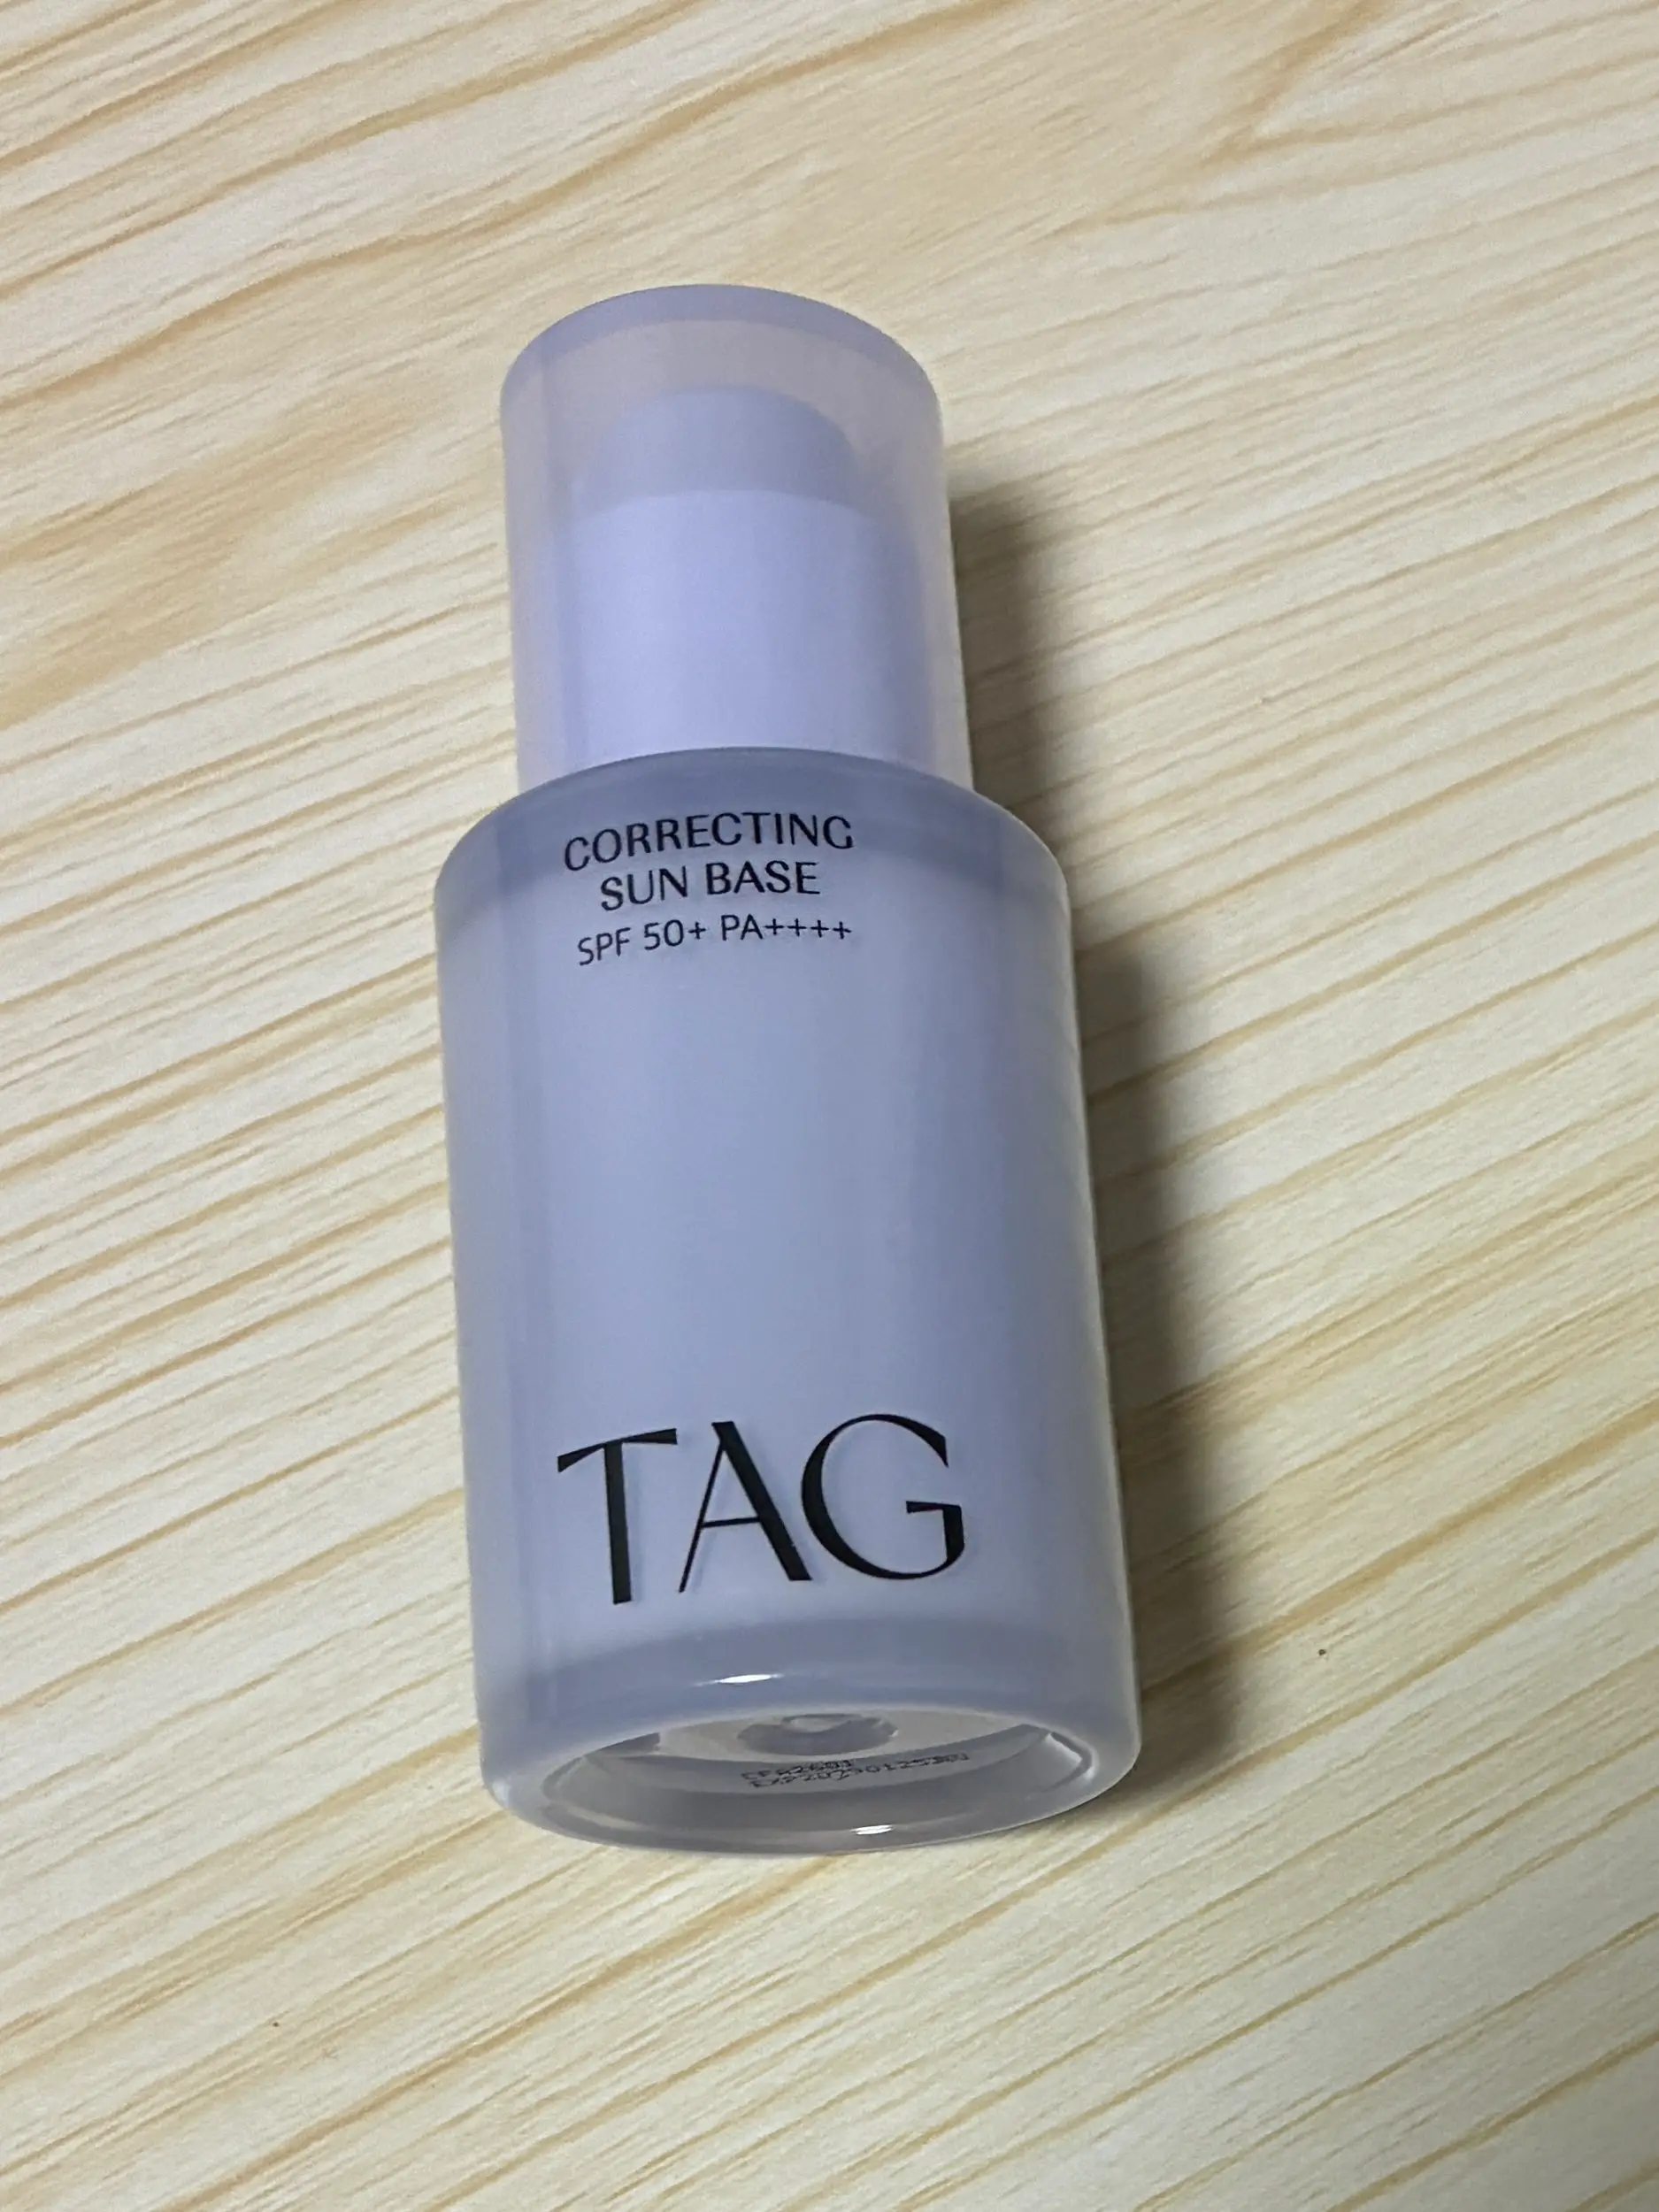 CORRECTING
SUN BASE
SPF 50+ PA++++
TAG